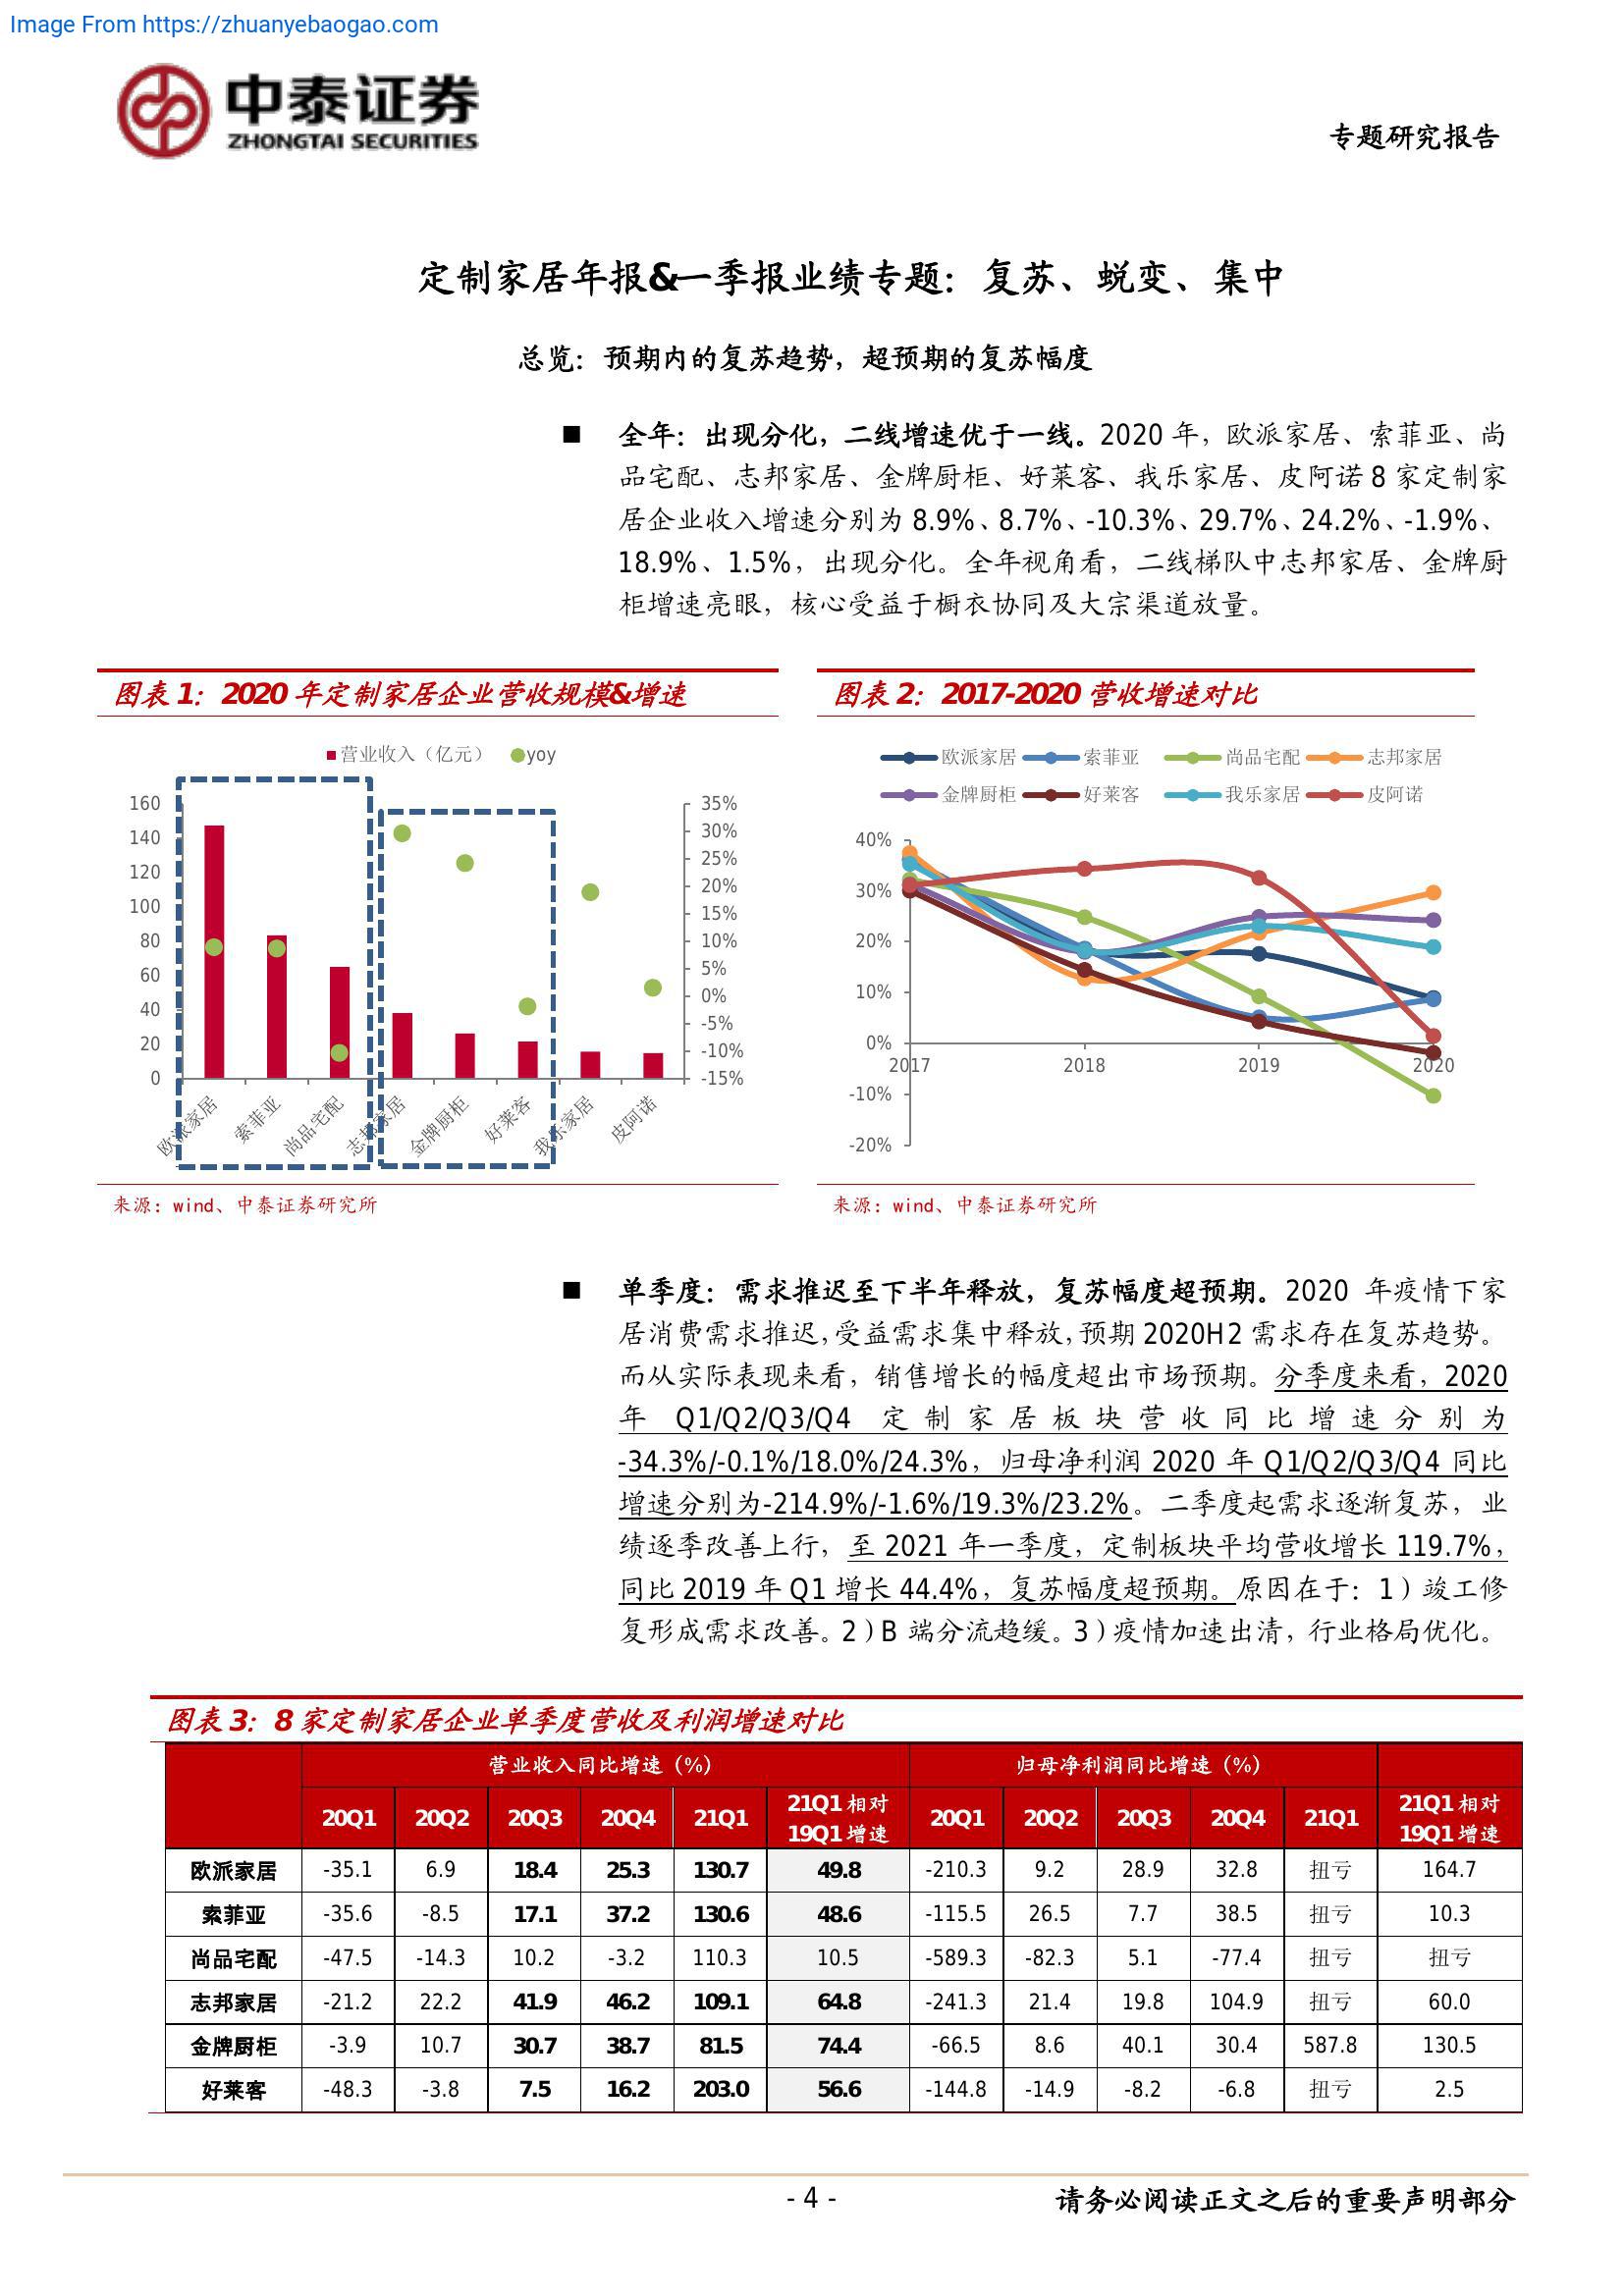 Image From https://zhuanyebaogao.com
中泰证券
ZHONGTAI SECURITIES
专题研究报告
定制家居年报&一季报业绩专题：复苏、蜕变、集中
总览：预期内的复苏趋势，超预期的复苏幅度
■ 全年：出现分化，二线增速优于一线。2020 年，欧派家居、索菲亚、尚
品宅配、志邦家居、金牌厨柜、好莱客、我乐家居、皮阿诺 8 家定制家
居企业收入增速分别为 8.9%、8.7%、-10.3%、29.7%、24.2%、-1.9%、
18.9%、1.5%，出现分化。全年视角看，二线梯队中志邦家居、金牌厨
柜增速亮眼，核心受益于橱衣协同及大宗渠道放量。
图表 1：2020 年定制家居企业营收规模&增速
营业收入（亿元） yoy
160
140
120
100
80
60
40
20
0
35%
30%
25%
20%
15%
10%
5%
0%
-5%
-10%
-15%
欧派家居 索菲亚 尚品宅配 志邦家居 金牌厨柜 好莱客 我乐家居 皮阿诺
来源：wind、中泰证券研究所
图表 2：2017-2020 营收增速对比
欧派家居 索菲亚 尚品宅配 志邦家居
金牌厨柜 好莱客 我乐家居 皮阿诺
40%
30%
20%
10%
0%
-10%
-20%
2017 2018 2019 2020
来源：wind、中泰证券研究所
■ 单季度：需求推迟至下半年释放，复苏幅度超预期。2020 年疫情下家
居消费需求推迟，受益需求集中释放，预期 2020H2 需求存在复苏趋势。
而从实际表现来看，销售增长的幅度超出市场预期。分季度来看，2020
年 Q1/Q2/Q3/Q4 定制家居板块营收同比增速分别为
-34.3%/-0.1%/18.0%/24.3%，归母净利润 2020 年 Q1/Q2/Q3/Q4 同比
增速分别为-214.9%/-1.6%/19.3%/23.2%。二季度起需求逐渐复苏，业
绩逐季改善上行，至 2021 年一季度，定制板块平均营收增长 119.7%，
同比 2019 年 Q1 增长 44.4%，复苏幅度超预期。原因在于：1）竣工修
复形成需求改善。2）B 端分流趋缓。3）疫情加速出清，行业格局优化。
图表 3：8 家定制家居企业单季度营收及利润增速对比
营业收入同比增速（%） 归母净利润同比增速（%）
20Q1 20Q2 20Q3 20Q4 21Q1 21Q1 相对 20Q1 20Q2 20Q3 20Q4 21Q1 21Q1 相对
19Q1 增速 19Q1 增速
欧派家居 -35.1 6.9 18.4 25.3 130.7 49.8 -210.3 9.2 28.9 32.8 扭亏 164.7
索菲亚 -35.6 -8.5 17.1 37.2 130.6 48.6 -115.5 26.5 7.7 38.5 扭亏 10.3
尚品宅配 -47.5 -14.3 10.2 -3.2 110.3 10.5 -589.3 -82.3 5.1 -77.4 扭亏 扭亏
志邦家居 -21.2 22.2 41.9 46.2 109.1 64.8 -241.3 21.4 19.8 104.9 扭亏 60.0
金牌厨柜 -3.9 10.7 30.7 38.7 81.5 74.4 -66.5 8.6 40.1 30.4 587.8 130.5
好莱客 -48.3 -3.8 7.5 16.2 203.0 56.6 -144.8 -14.9 -8.2 -6.8 扭亏 2.5
- 4 -
请务必阅读正文之后的重要声明部分